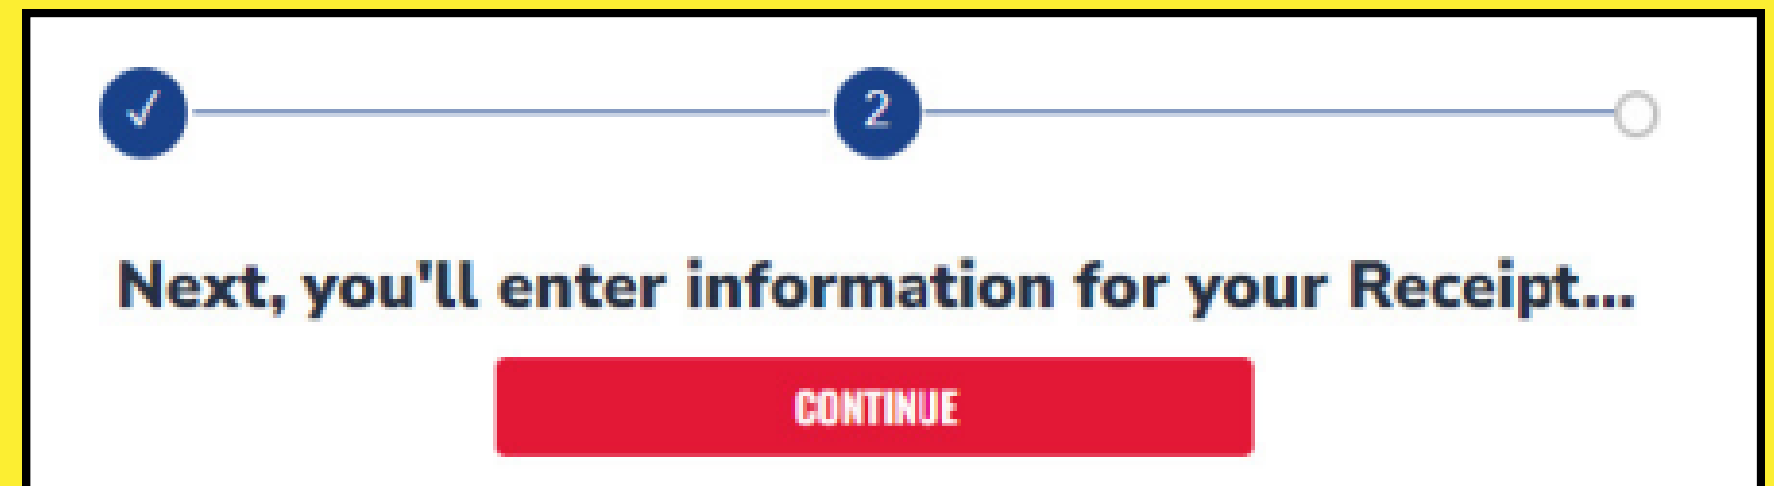 ✓ 2
Next, you'll enter information for your Receipt...
CONTINUE